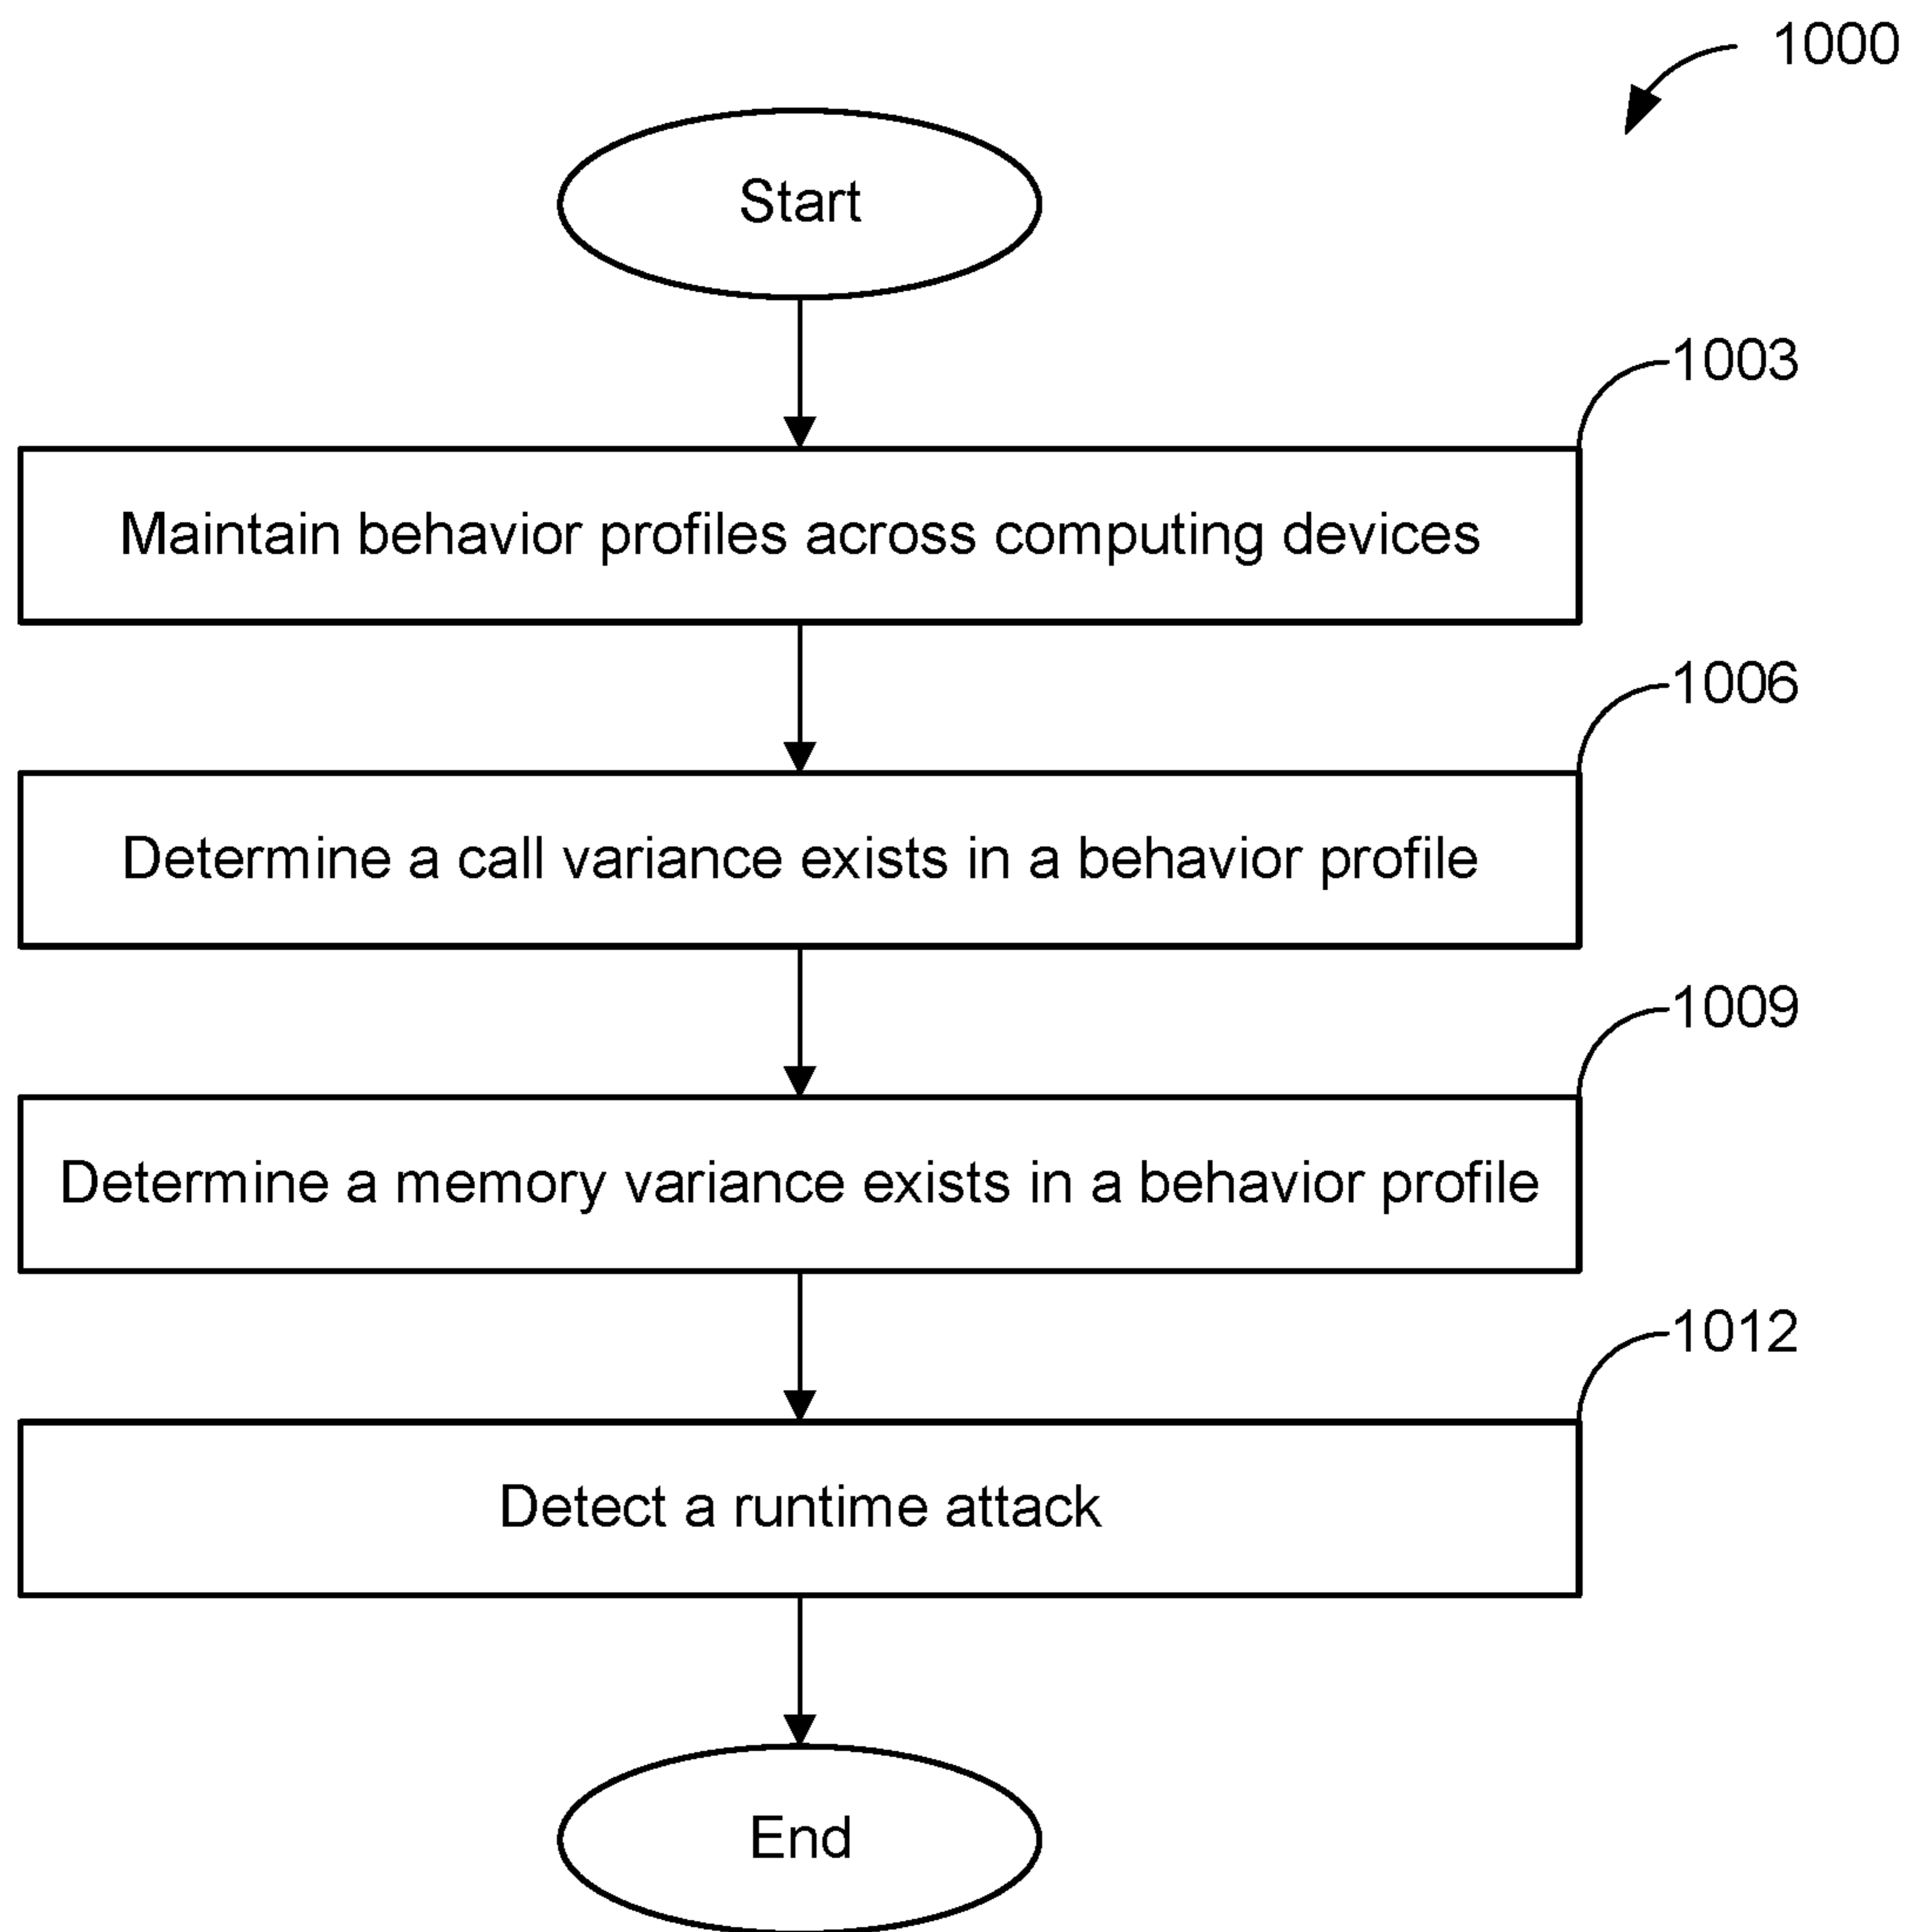 1000
Start
1003
Maintain behavior profiles across computing devices
1006
Determine a call variance exists in a behavior profile
1009
Determine a memory variance exists in a behavior profile
1012
Detect a runtime attack
End